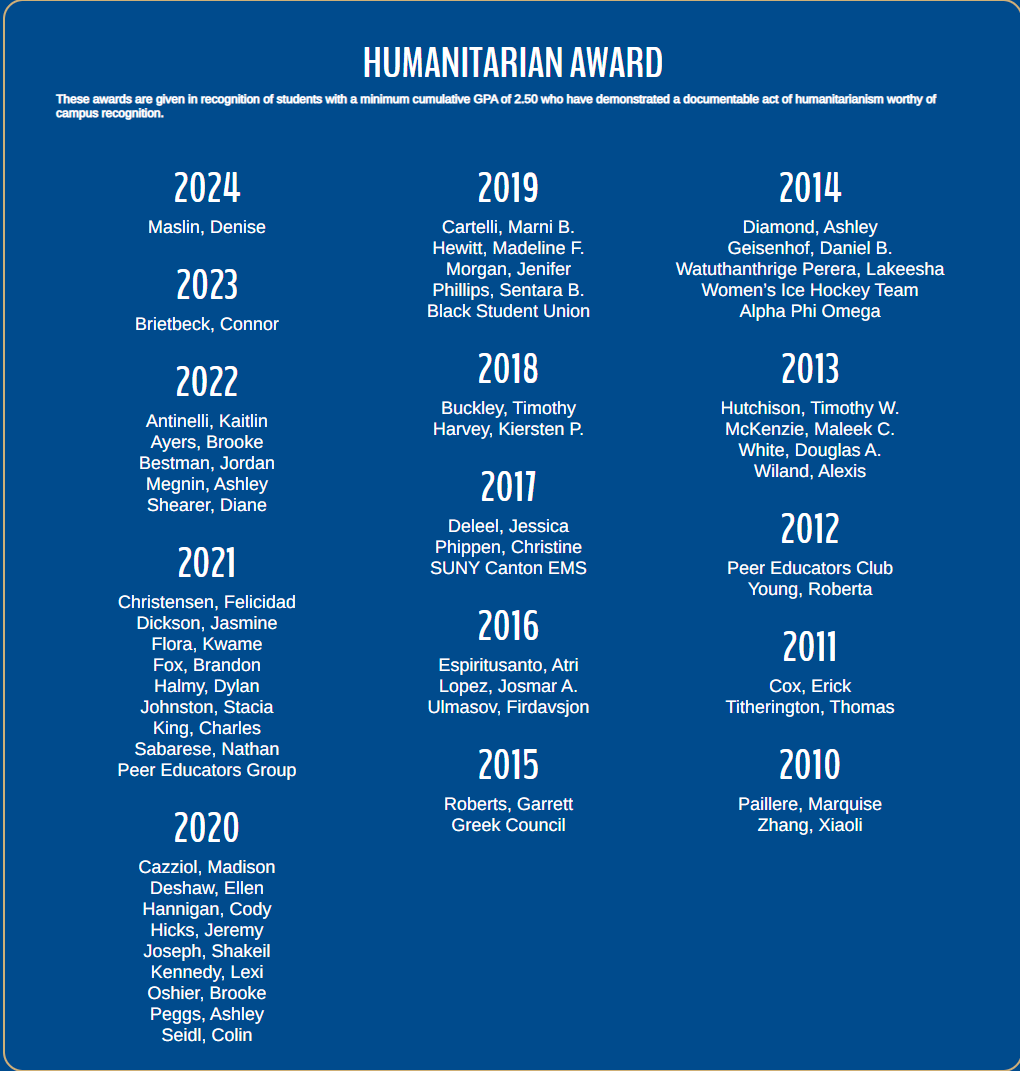 HUMANITARIAN AWARD
These awards are given in recognition of students with a minimum cumulative GPA of 2.50 who have demonstrated a documentable act of humanitarianism worthy of
campus recognition.
2024
Maslin, Denise
2023
Brietbeck, Connor
2022
Antinelli, Kaitlin
Ayers, Brooke
Bestman, Jordan
Megnin, Ashley
Shearer, Diane
2021
Christensen, Felicidad
Dickson, Jasmine
Flora, Kwame
Fox, Brandon
Halmy, Dylan
Johnston, Stacia
King, Charles
Sabarese, Nathan
Peer Educators Group
2020
Cazziol, Madison
Deshaw, Ellen
Hannigan, Cody
Hicks, Jeremy
Joseph, Shakeil
Kennedy, Lexi
Oshier, Brooke
Peggs, Ashley
Seidl, Colin
2019
Cartelli, Marni B.
Hewitt, Madeline F.
Morgan, Jenifer
Phillips, Sentara B.
Black Student Union
2018
Buckley, Timothy
Harvey, Kiersten P.
2017
Deleel, Jessica
Phippen, Christine
SUNY Canton EMS
2016
Espiritusanto, Atri
Lopez, Josmar A.
Ulmasov, Firdavsjon
2015
Roberts, Garrett
Greek Council
2014
Diamond, Ashley
Geisenhof, Daniel B.
Watuthanthrige Perera, Lakeesha
Women's Ice Hockey Team
Alpha Phi Omega
2013
Hutchison, Timothy W.
McKenzie, Maleek C.
White, Douglas A.
Wiland, Alexis
2012
Peer Educators Club
Young, Roberta
2011
Cox, Erick
Titherington, Thomas
2010
Paillere, Marquise
Zhang, Xiaoli